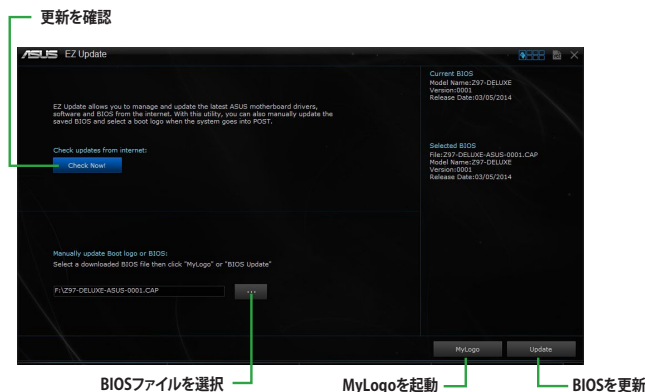 更新を確認
ASUS EZ Update
Current BIOS
Model Name:Z97-DELUXE
Version:0001
Release Date:03/05/2014
EZ Update allows you to manage and update the latest ASUS motherboard drivers,
software and BIOS from the internet. With this utility, you can also manually update the
saved BIOS and select a boot logo when the system goes into POST.
Check updates from internet:
Check Now!
Selected BIOS
File:Z97-DELUXE-ASUS-0001.CAP
Model Name:Z97-DELUXE
Version:0001
Release Date:03/05/2014
Manually update Boot logo or BIOS:
Select a downloaded BIOS file then click "MyLogo" or "BIOS Update"
F:\Z97-DELUXE-ASUS-0001.CAP
...
MyLogo
Update
BIOSファイルを選択
MyLogoを起動
BIOSを更新